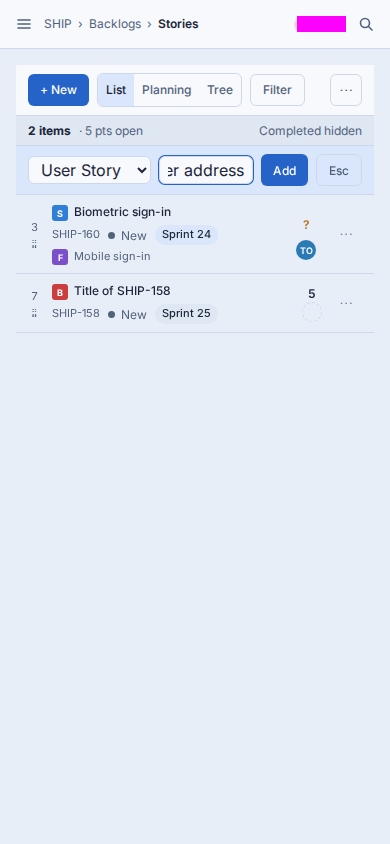 SHIP › Backlogs › Stories
+ New List Planning Tree Filter ...
2 items · 5 pts open Completed hidden
User Story er address Add Esc
3 S Biometric sign-in ?
SHIP-160 New Sprint 24 TO ...
F Mobile sign-in
7 B Title of SHIP-158 5
SHIP-158 New Sprint 25 ...